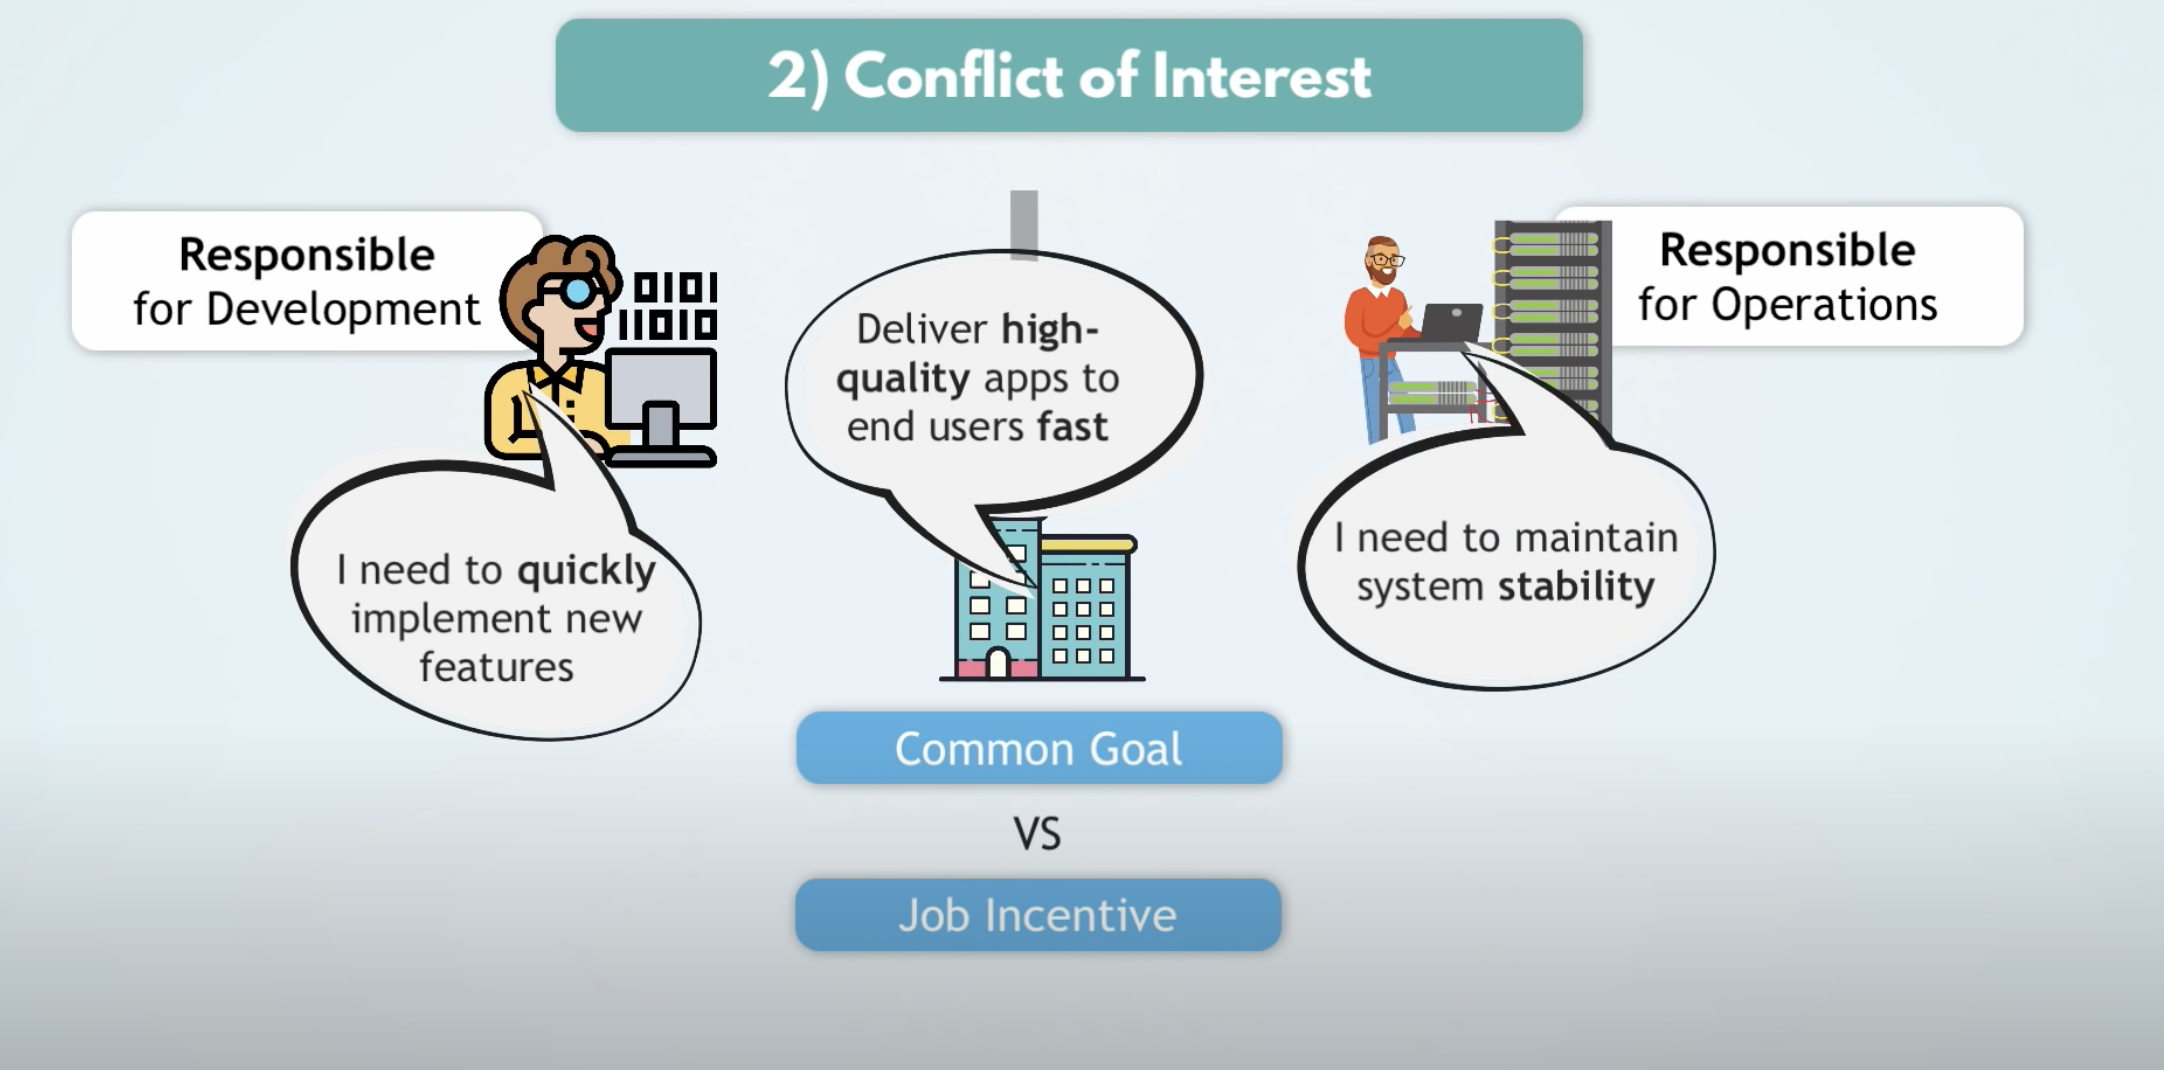 2) Conflict of Interest
Responsible
for Development
0101
11010
I need to quickly
implement new
features
Deliver high-
quality apps to
end users fast
Responsible
for Operations
I need to maintain
system stability
Common Goal
VS
Job Incentive